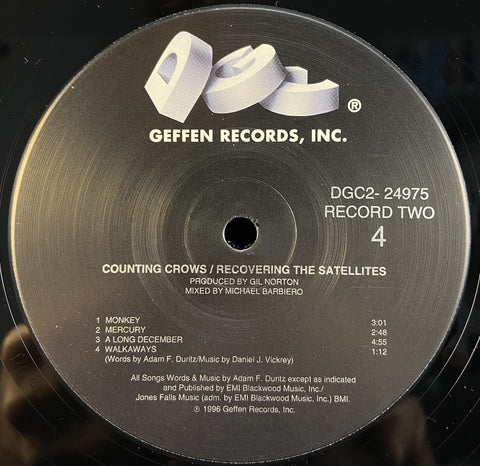 DGC
®
GEFFEN RECORDS, INC.
DGC2- 24975
RECORD TWO
4
COUNTING CROWS / RECOVERING THE SATELLITES
PRODUCED BY GIL NORTON
MIXED BY MICHAEL BARBIERO
1 MONKEY 3:01
2 MERCURY 2:48
3 A LONG DECEMBER 4:55
4 WALKAWAYS 1:12
(Words by Adam F. Duritz/Music by Daniel J. Vickrey)
All Songs Words & Music by Adam F. Duritz except as indicated
and Published by EMI Blackwood Music, Inc./
Jones Falls Music (adm. by EMI Blackwood Music, Inc.) BMI.
℗ 1996 Geffen Records, Inc.